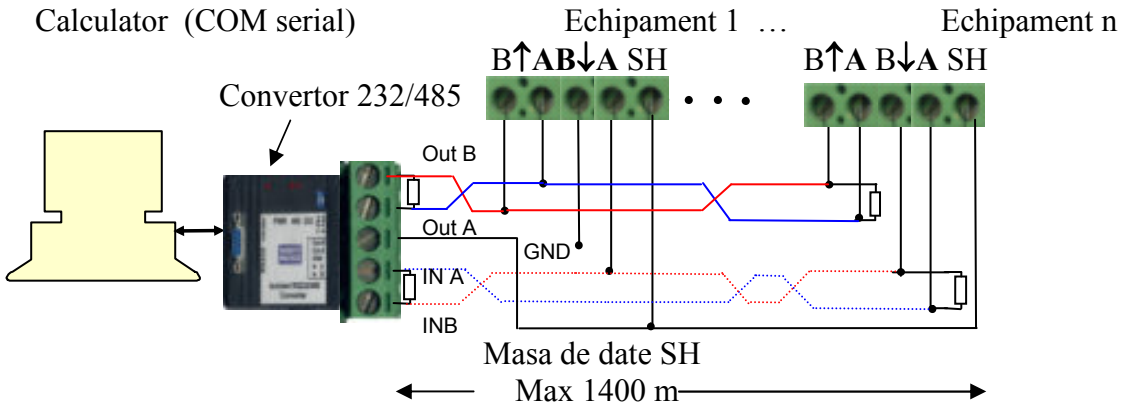 Calculator (COM serial)
Echipament 1 ...
Echipament n
B↑AB↓A SH
B↑A B↓A SH
Convertor 232/485
Out B
Out A
GND
IN A
INB
Masa de date SH
Max 1400 m